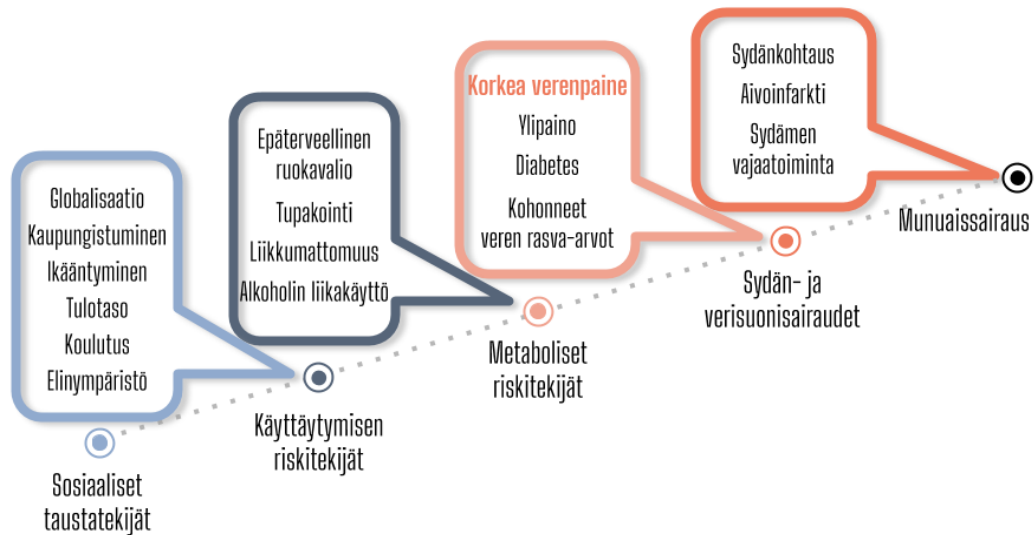 Globalisaatio
Kaupungistuminen
Ikääntyminen
Tulotaso
Koulutus
Elinympäristö
Sosiaaliset
taustatekijät
Epäterveellinen
ruokavalio
Tupakointi
Liikkumattomuus
Alkoholin liikakäyttö
Käyttäytymisen
riskitekijät
Korkea verenpaine
Ylipaino
Diabetes
Kohonneet
veren rasva-arvot
Metaboliset
riskitekijät
Sydänkohtaus
Aivoinfarkti
Sydämen
vajaatoiminta
Sydän- ja
verisuonisairaudet
Munuaissairaus